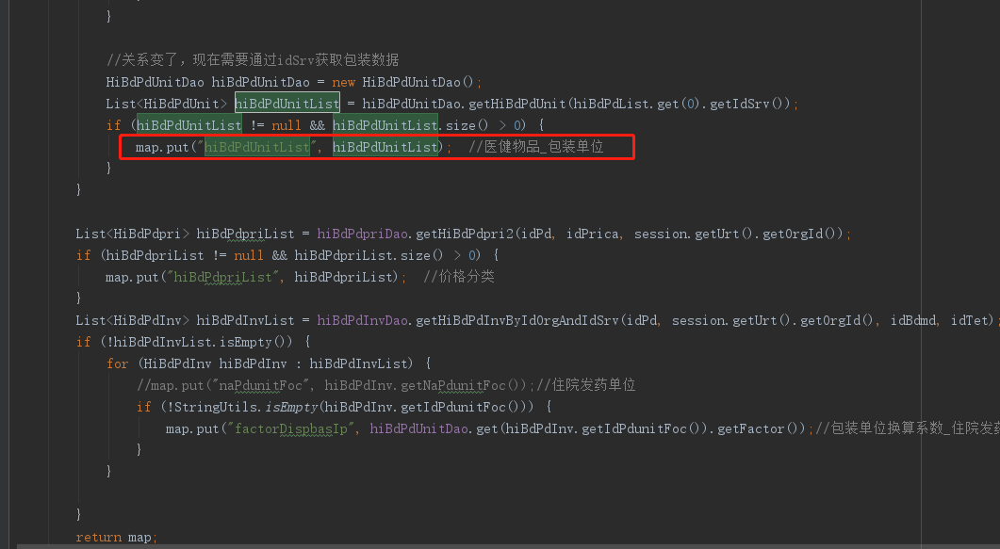 }
//关系变了，现在需要通过idSrv获取包装数据
HiBdPdUnitDao hiBdPdUnitDao = new HiBdPdUnitDao();
List<HiBdPdUnit> hiBdPdUnitList = hiBdPdUnitDao.getHiBdPdUnit(hiBdPdList.get(0).getIdSrv());
if (hiBdPdUnitList != null && hiBdPdUnitList.size() > 0) {
map.put("hiBdPdUnitList", hiBdPdUnitList);  //医健物品_包装单位
}
}
List<HiBdPdpri> hiBdPdpriList = hiBdPdpriDao.getHiBdPdpri2(idPd, idPrica, session.getUrt().getOrgId());
if (hiBdPdpriList != null && hiBdPdpriList.size() > 0) {
map.put("hiBdPdpriList", hiBdPdpriList);  //价格分类
}
List<HiBdPdInv> hiBdPdInvList = hiBdPdInvDao.getHiBdPdInvByIdOrgAndIdSrv(idPd, session.getUrt().getOrgId(), idBdmd, idTet);
if (!hiBdPdInvList.isEmpty()) {
for (HiBdPdInv hiBdPdInv : hiBdPdInvList) {
//map.put("naPdunitFoc", hiBdPdInv.getNaPdunitFoc());//住院发药单位
if (!StringUtils.isEmpty(hiBdPdInv.getIdPdunitFoc())) {
map.put("factorDispbasIp", hiBdPdUnitDao.get(hiBdPdInv.getIdPdunitFoc()).getFactor());//包装单位换算系数_住院发药
}
}
}
return map;